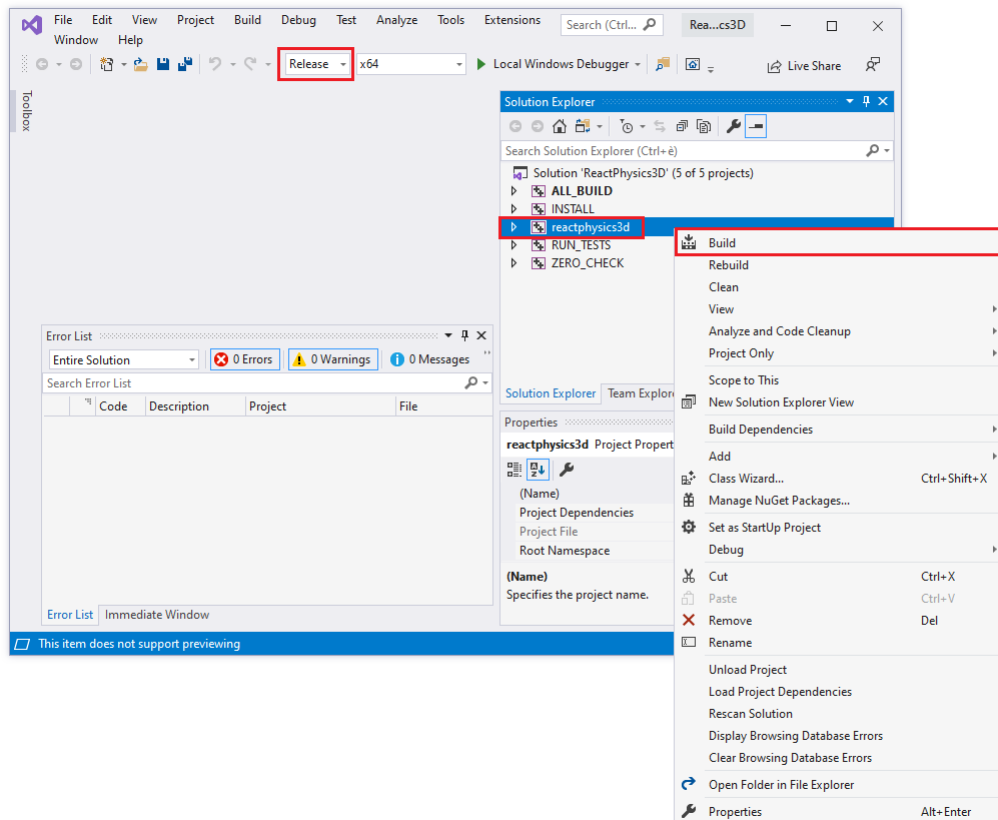 File Edit View Project Build Debug Test Analyze Tools Extensions Search (Ctrl... Rea...cs3D
Window Help
Release x64 Local Windows Debugger Live Share
Toolbox
Solution Explorer
Search Solution Explorer (Ctrl+è)
Solution 'ReactPhysics3D' (5 of 5 projects)
ALL_BUILD
INSTALL
reactphysics3d
RUN_TESTS
ZERO_CHECK
Error List
Entire Solution 0 Errors 0 Warnings 0 Messages
Search Error List
Code Description Project File
Error List Immediate Window
This item does not support previewing
Solution Explorer Team Explore
Properties
reactphysics3d Project Propert
(Name)
Project Dependencies
Project File
Root Namespace
(Name)
Specifies the project name.
Build
Rebuild
Clean
View
Analyze and Code Cleanup
Project Only
Scope to This
New Solution Explorer View
Build Dependencies
Add
Class Wizard... Ctrl+Shift+X
Manage NuGet Packages...
Set as StartUp Project
Debug
Cut Ctrl+X
Paste Ctrl+V
Remove Del
Rename
Unload Project
Load Project Dependencies
Rescan Solution
Display Browsing Database Errors
Clear Browsing Database Errors
Open Folder in File Explorer
Properties Alt+Enter